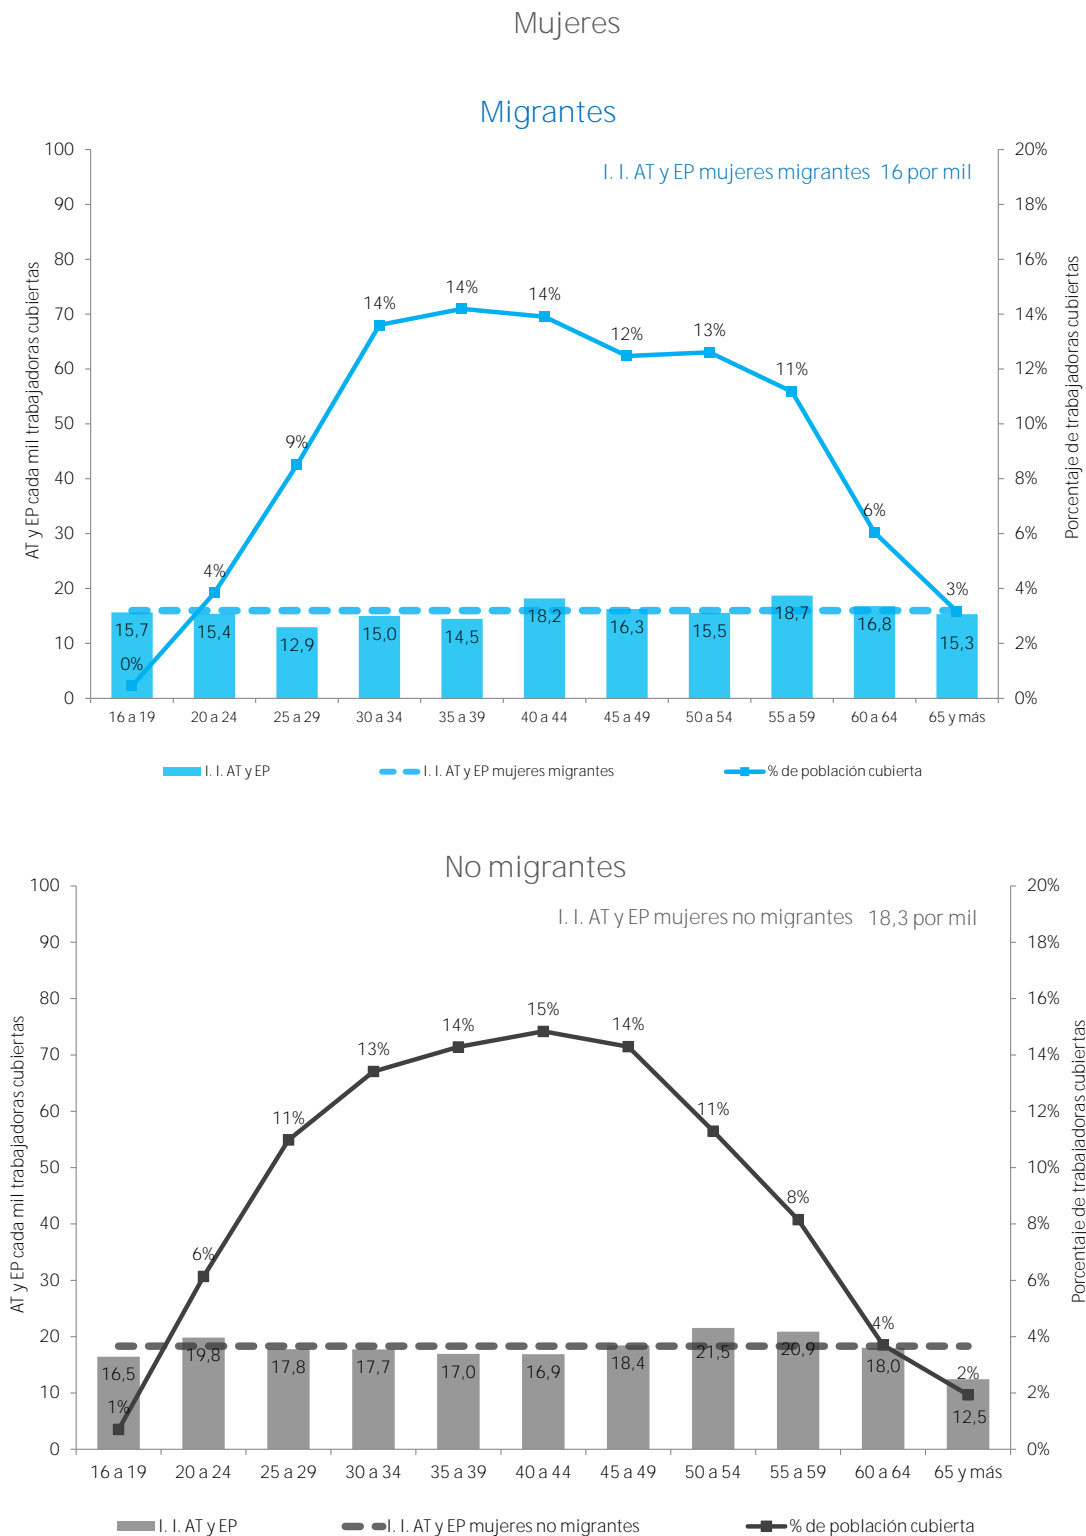 Mujeres
Migrantes
I. I. AT y EP mujeres migrantes 16 por mil
AT y EP cada mil trabajadoras cubiertas
100
90
80
70
60
50
40
30
20
10
0
Porcentaje de trabajadoras cubiertas
20%
18%
16%
14%
12%
10%
8%
6%
4%
2%
0%
0% 4% 9% 14% 14% 14% 12% 13% 11% 6% 3%
15,7 15,4 12,9 15,0 14,5 18,2 16,3 15,5 18,7 16,8 15,3
16 a 19 20 a 24 25 a 29 30 a 34 35 a 39 40 a 44 45 a 49 50 a 54 55 a 59 60 a 64 65 y más
I. I. AT y EP I. I. AT y EP mujeres migrantes % de población cubierta
No migrantes
I. I. AT y EP mujeres no migrantes 18,3 por mil
AT y EP cada mil trabajadoras cubiertas
100
90
80
70
60
50
40
30
20
10
0
Porcentaje de trabajadoras cubiertas
20%
18%
16%
14%
12%
10%
8%
6%
4%
2%
0%
1% 6% 11% 13% 14% 15% 14% 11% 8% 4% 2%
16,5 19,8 17,8 17,7 17,0 16,9 18,4 21,5 20,9 18,0 12,5
16 a 19 20 a 24 25 a 29 30 a 34 35 a 39 40 a 44 45 a 49 50 a 54 55 a 59 60 a 64 65 y más
I. I. AT y EP I. I. AT y EP mujeres no migrantes % de población cubierta